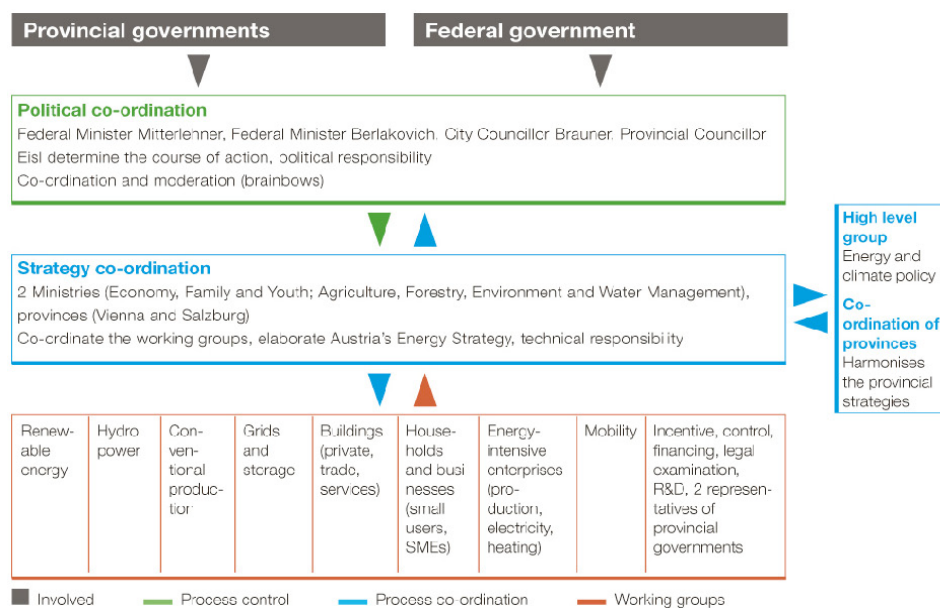 Provincial governments
Federal government
Political co-ordination
Federal Minister Mitterlehner, Federal Minister Berlakovich, City Councillor Brauner, Provincial Councillor
Eisl determine the course of action, political responsibility
Co-ordination and moderation (brainbows)
Strategy co-ordination
2 Ministries (Economy, Family and Youth; Agriculture, Forestry, Environment and Water Management),
provinces (Vienna and Salzburg)
Co-ordinate the working groups, elaborate Austria's Energy Strategy, technical responsibility
High level
group
Energy and
climate policy
Co-
ordination of
provinces
Harmonises
the provincial
strategies
Renew-
able
energy
Hydro
power
Con-
ventional
produc-
tion
Grids
and
storage
Buildings
(private,
trade,
services)
House-
holds
and busi
nesses
(small
users,
SMEs)
Energy-
intensive
enterprises
(pro-
duction,
electricity,
heating)
Mobility
Incentive, control,
financing, legal
examination,
R&D, 2 represen-
tatives of
provincial
governments
Involved
Process control
Process co-ordination
Working groups